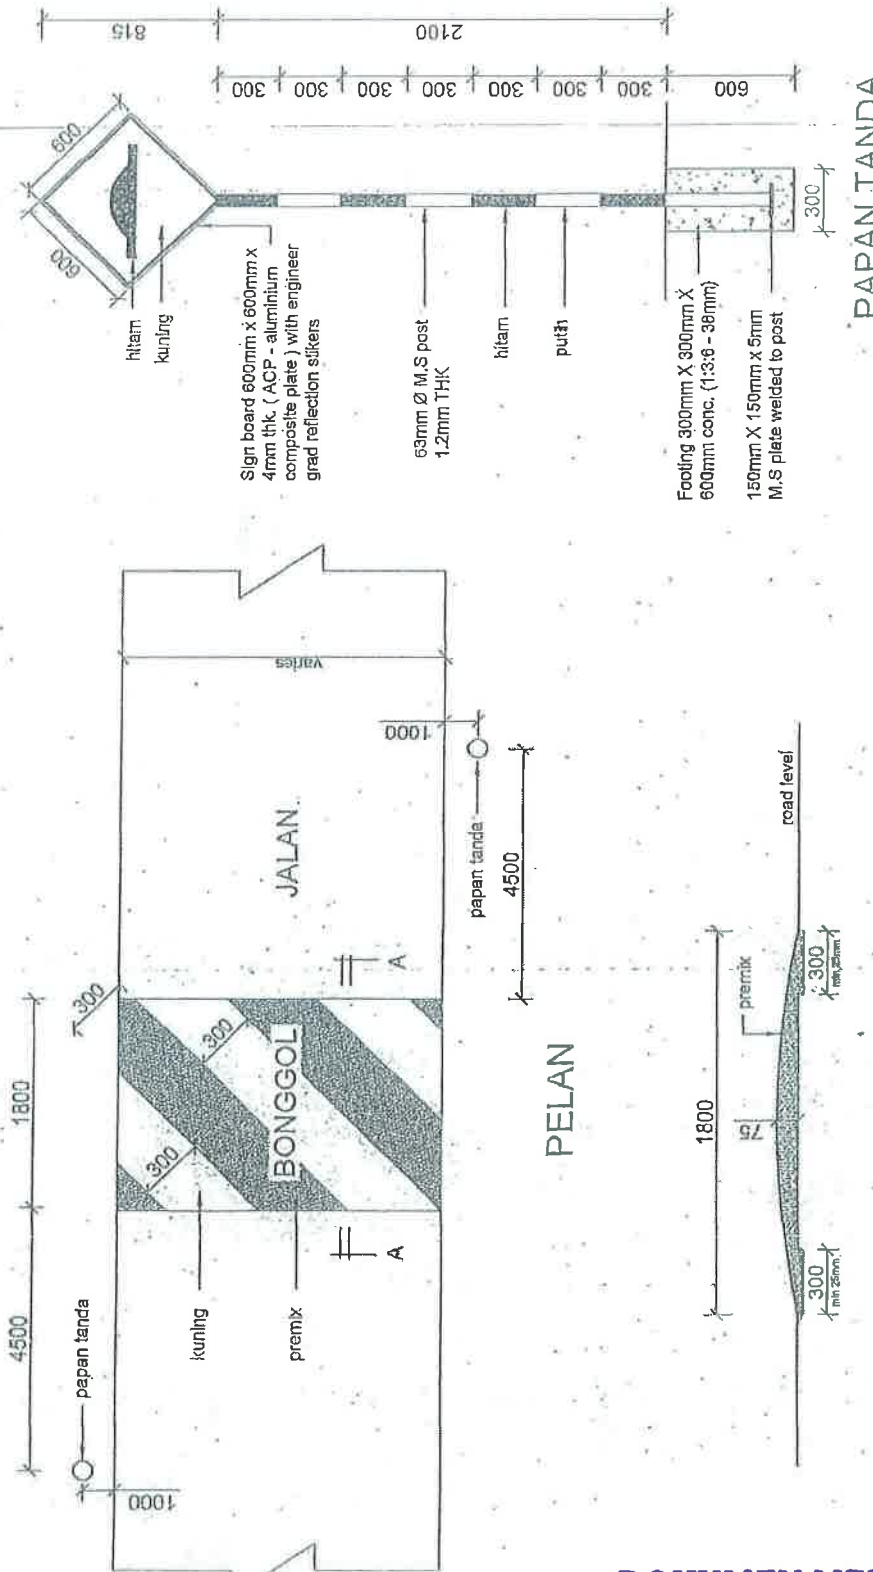 815
2100
300
300
300
300
300
300
300
600
600
600
hitam
kuning
Sign board 600mm x 600mm x
4mm thk. ( ACP - aluminium
composite plate ) with engineer
grad reflection stikers
63mm Ø M.S post
1.2mm THK
hitam
putih
Footing 300mm X 300mm X
600mm conc. (1:3:6 - 38mm)
150mm X 150mm x 5mm
M.S plate welded to post
300
PAPAN TANDA
4500
1800
papan tanda
1000
300
300
300
kuning
premix
BONGGOL
JALAN.
varies
A
A
1000
papan tanda
4500
PELAN
1800
premix
75
road level
300
min 25mm
300
min 25mm